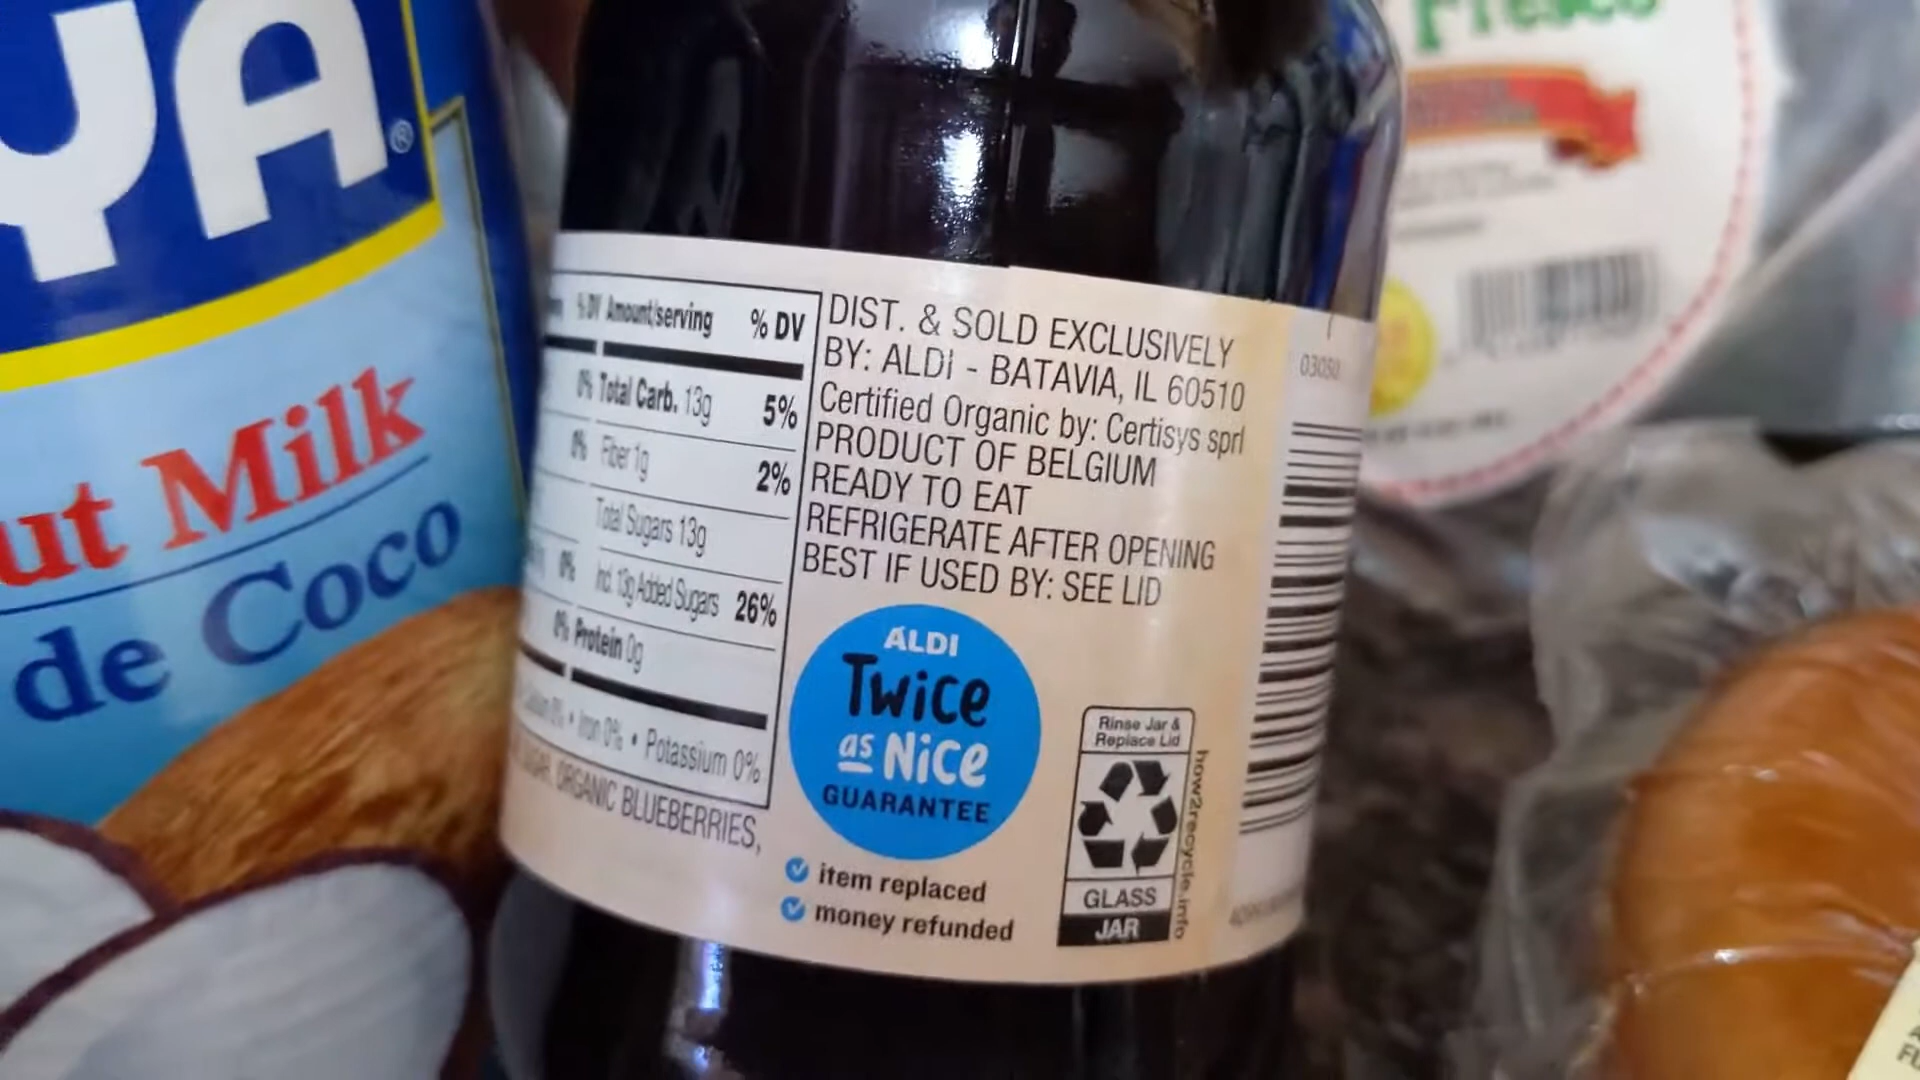 YA®
ut Milk
de Coco
Fresco
% DV Amount/serving % DV
0% Total Carb. 13g 5%
0% Fiber 1g 2%
Total Sugars 13g
0% Incl. 13g Added Sugars 26%
0% Protein 0g
0% • Iron 0% • Potassium 0%
SUGAR, ORGANIC BLUEBERRIES,
DIST. & SOLD EXCLUSIVELY
BY: ALDI - BATAVIA, IL 60510
Certified Organic by: Certisys sprl
PRODUCT OF BELGIUM
READY TO EAT
REFRIGERATE AFTER OPENING
BEST IF USED BY: SEE LID
ALDI
Twice
as Nice
GUARANTEE
item replaced
money refunded
Rinse Jar &
Replace Lid
GLASS
JAR
how2recycle.info
03050